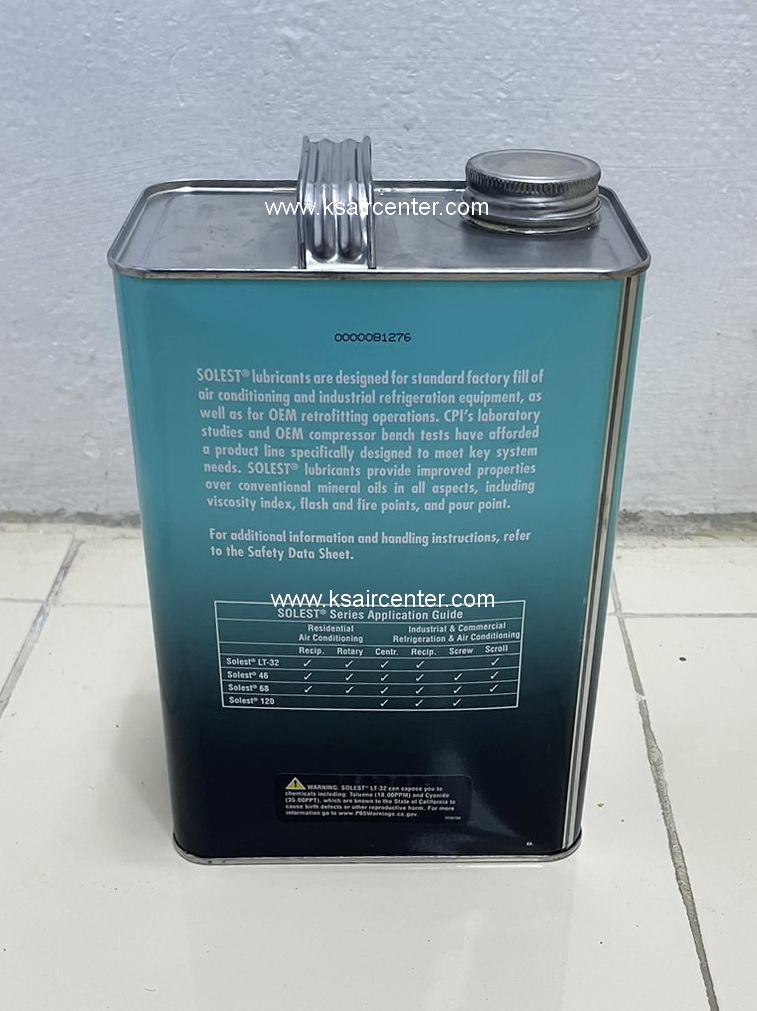 www.ksaircenter.com
0000081276
SOLEST® lubricants are designed for standard factory fill of
air conditioning and industrial refrigeration equipment, as
well as for OEM retrofitting operations. CPI's laboratory
studies and OEM compressor bench tests have afforded
a product line specifically designed to meet key system
needs. SOLEST® lubricants provide improved properties
over conventional mineral oils in all aspects, including
viscosity index, flash and fire points, and pour point.
For additional information and handling instructions, refer
to the Safety Data Sheet.
www.ksaircenter.com
SOLEST® Series Application Guide
Residential Industrial & Commercial
Air Conditioning Refrigeration & Air Conditioning
Recip. Rotary Centr. Recip. Screw Scroll
Solest® LT-32 ✓ ✓ ✓ ✓ ✓
Solest® 46 ✓ ✓ ✓ ✓ ✓ ✓
Solest® 68 ✓ ✓ ✓ ✓ ✓ ✓
Solest® 120 ✓ ✓ ✓
WARNING: SOLEST® LT-32 can expose you to
chemicals including: Toluene (18.00PPM) and Cyanide
(35.00PPT), which are known to the State of California to
cause birth defects or other reproductive harm. For more
information go to www.P65Warnings.ca.gov.